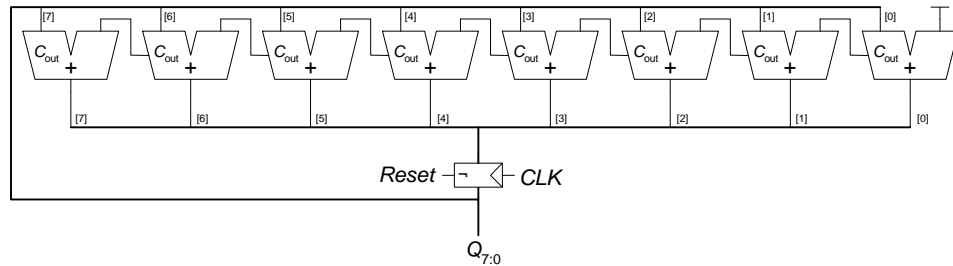 [7] [6] [5] [4] [3] [2] [1] [0]
Cout Cout Cout Cout Cout Cout Cout Cout
+ + + + + + + +
[7] [6] [5] [4] [3] [2] [1] [0]
Reset CLK
Q7:0